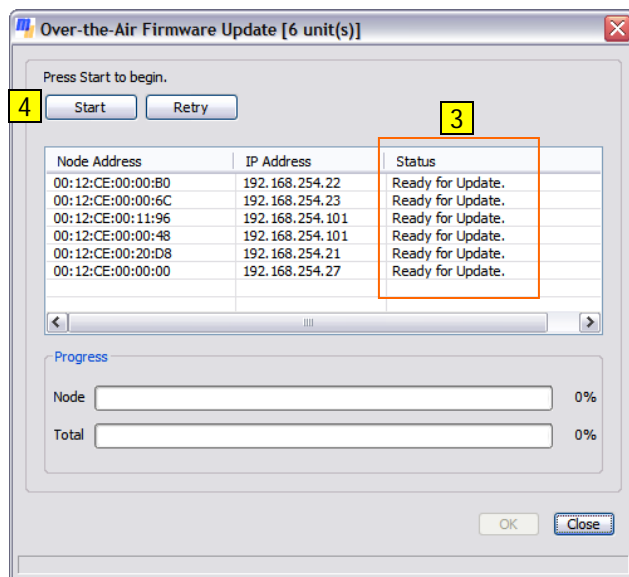 Over-the-Air Firmware Update [6 unit(s)]
Press Start to begin.
4 Start Retry
3
Node Address IP Address Status
00:12:CE:00:00:B0 192.168.254.22 Ready for Update.
00:12:CE:00:00:6C 192.168.254.23 Ready for Update.
00:12:CE:00:11:96 192.168.254.101 Ready for Update.
00:12:CE:00:00:48 192.168.254.101 Ready for Update.
00:12:CE:00:20:D8 192.168.254.21 Ready for Update.
00:12:CE:00:00:00 192.168.254.27 Ready for Update.
Progress
Node 0%
Total 0%
OK Close